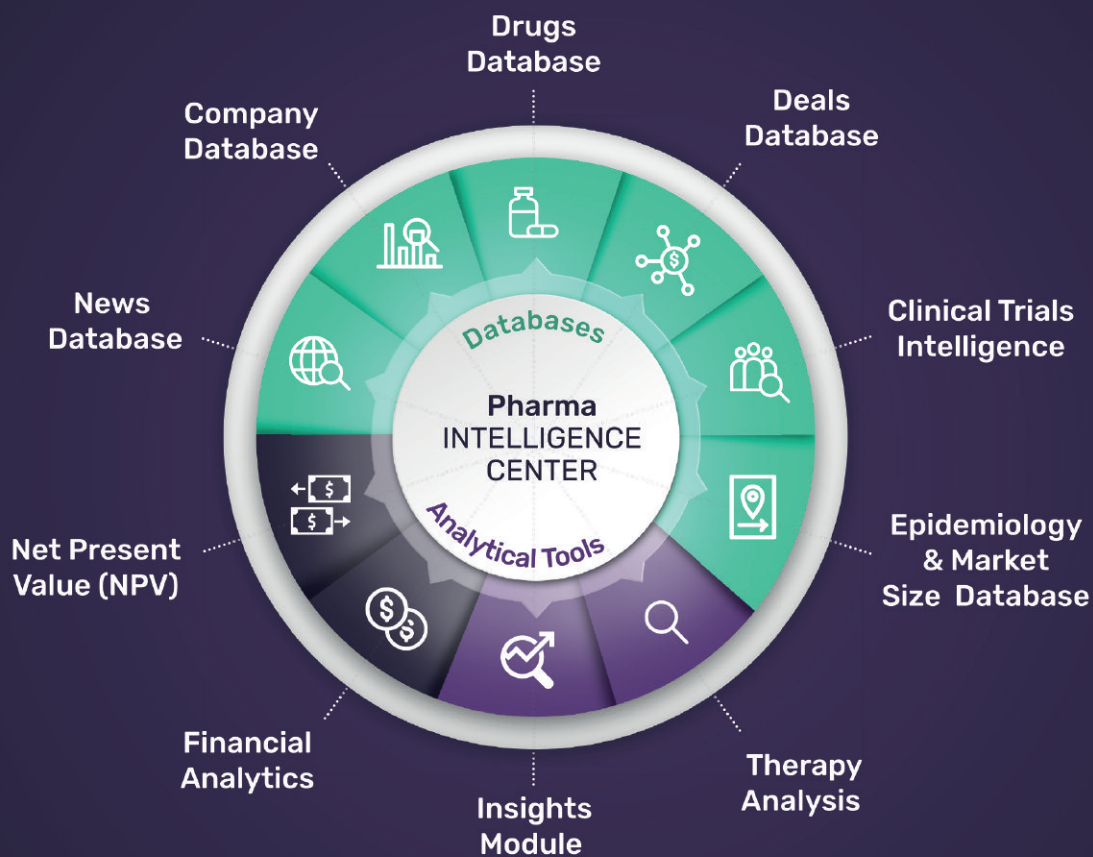 Drugs
Database
Deals
Database
Company
Database
News
Database
Clinical Trials
Intelligence
Databases
Pharma
INTELLIGENCE
CENTER
Analytical Tools
Net Present
Value (NPV)
Epidemiology
& Market
Size Database
Financial
Analytics
Insights
Module
Therapy
Analysis